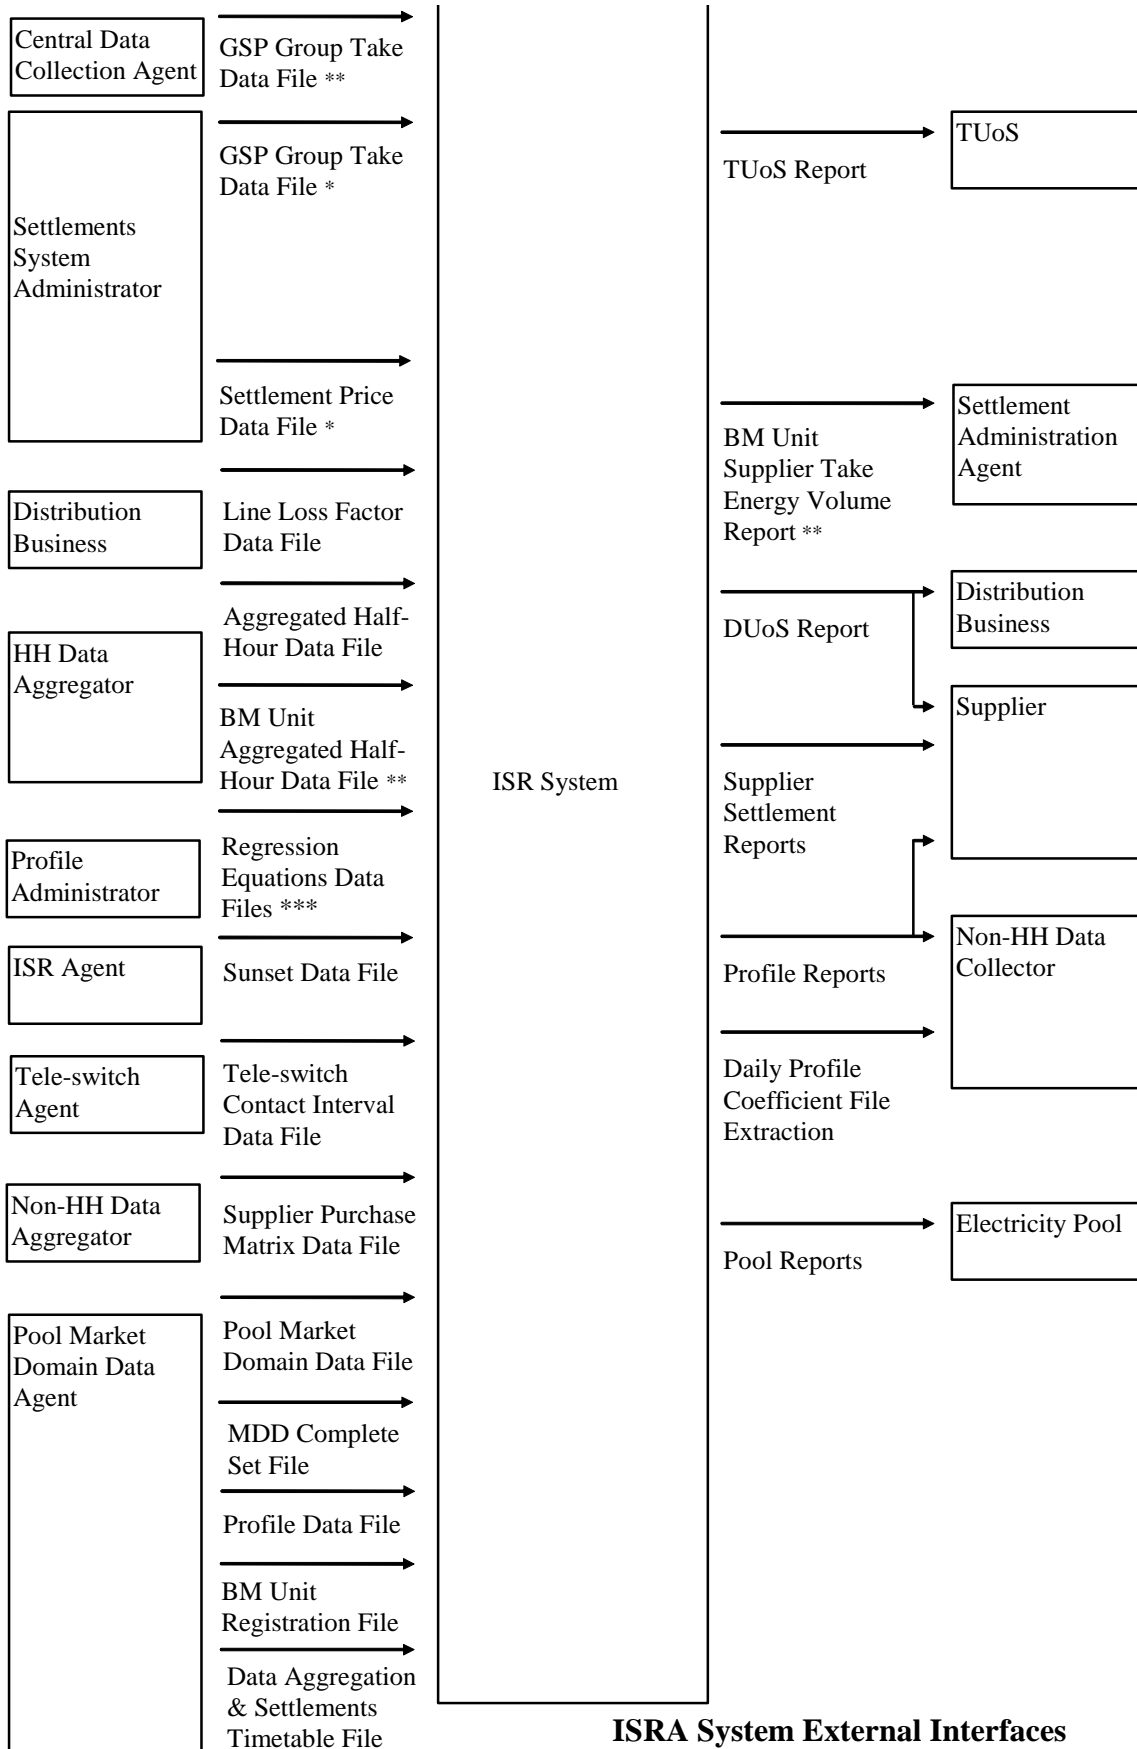 Central Data
Collection Agent
GSP Group Take
Data File **
Settlements
System
Administrator
GSP Group Take
Data File *
Settlement Price
Data File *
Distribution
Business
Line Loss Factor
Data File
HH Data
Aggregator
Aggregated Half-
Hour Data File
BM Unit
Aggregated Half-
Hour Data File **
Profile
Administrator
Regression
Equations Data
Files ***
ISR Agent
Sunset Data File
Tele-switch
Agent
Tele-switch
Contact Interval
Data File
Non-HH Data
Aggregator
Supplier Purchase
Matrix Data File
Pool Market
Domain Data
Agent
Pool Market
Domain Data File
MDD Complete
Set File
Profile Data File
BM Unit
Registration File
Data Aggregation
& Settlements
Timetable File
ISR System
TUoS Report
TUoS
BM Unit
Supplier Take
Energy Volume
Report **
Settlement
Administration
Agent
DUoS Report
Distribution
Business
Supplier
Supplier
Settlement
Reports
Profile Reports
Non-HH Data
Collector
Daily Profile
Coefficient File
Extraction
Pool Reports
Electricity Pool
ISRA System External Interfaces